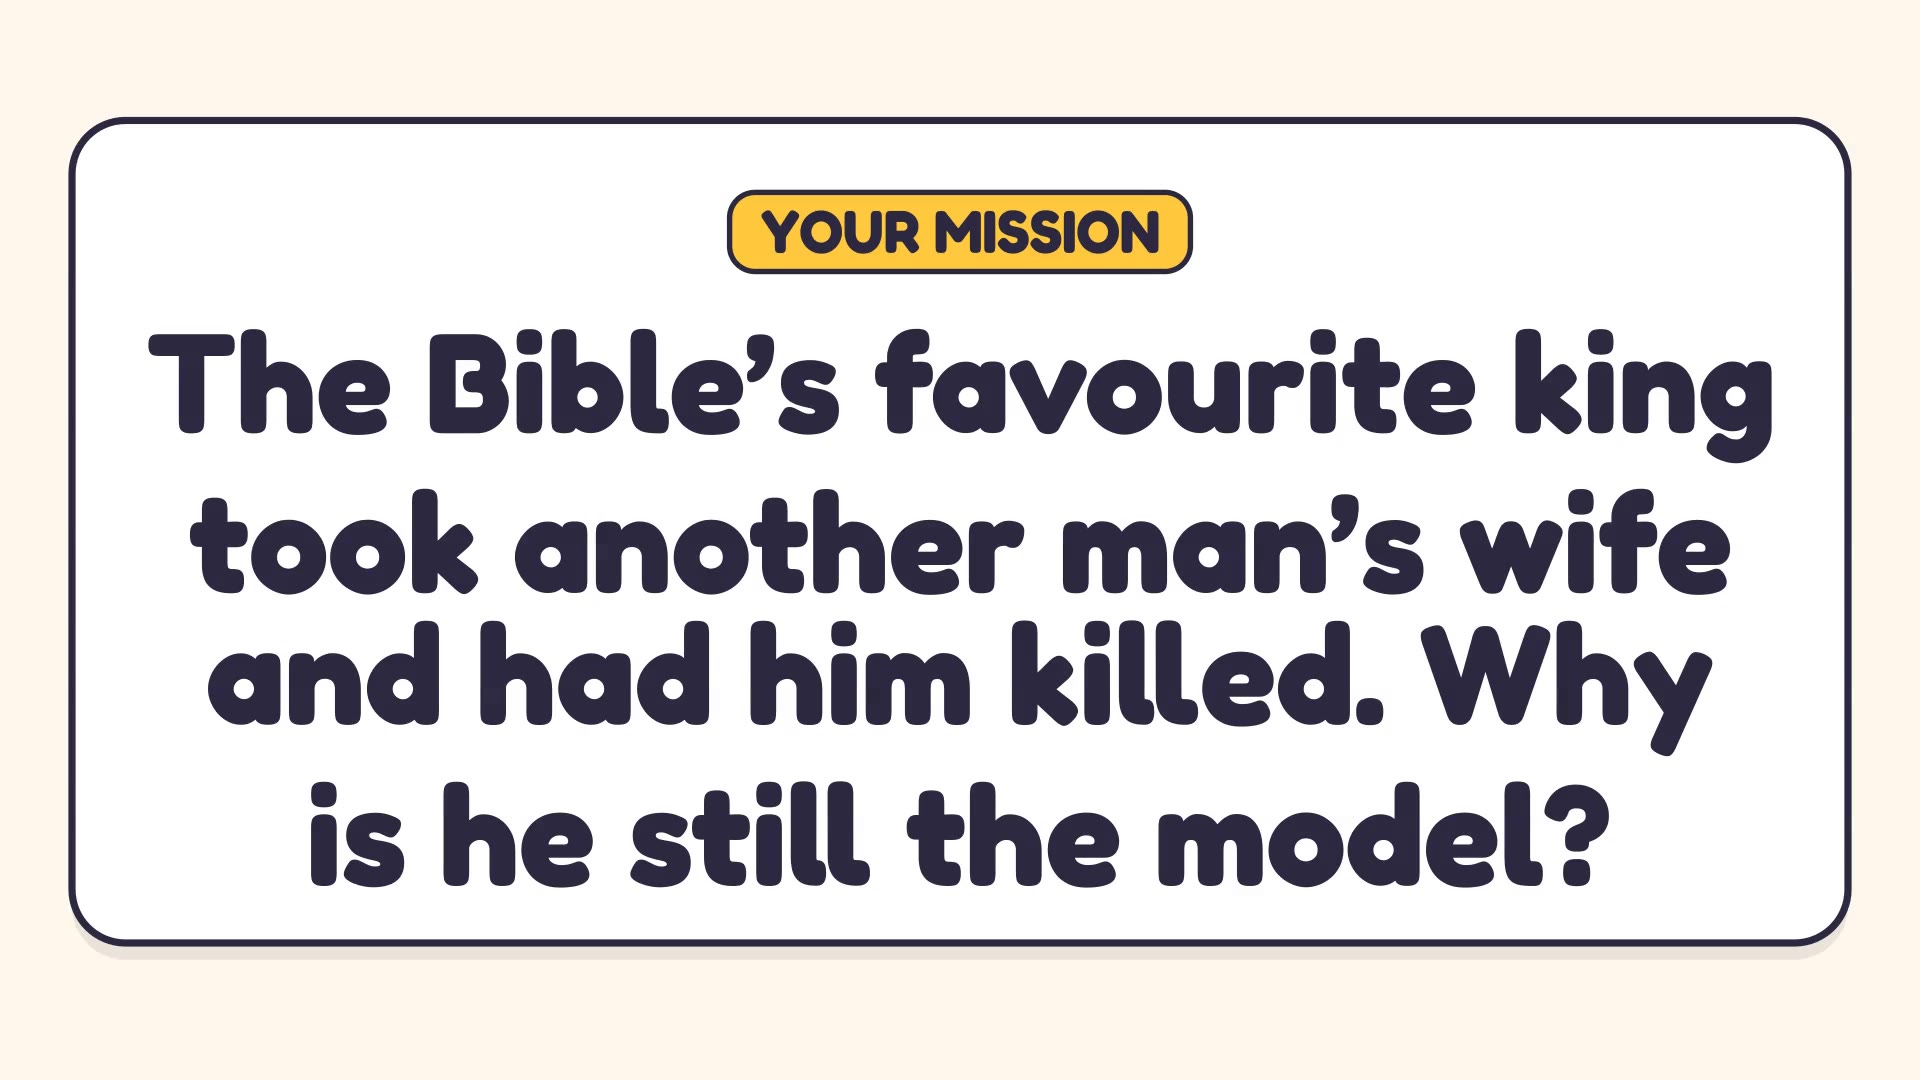 YOUR MISSION
The Bible’s favourite king
took another man’s wife
and had him killed. Why
is he still the model?